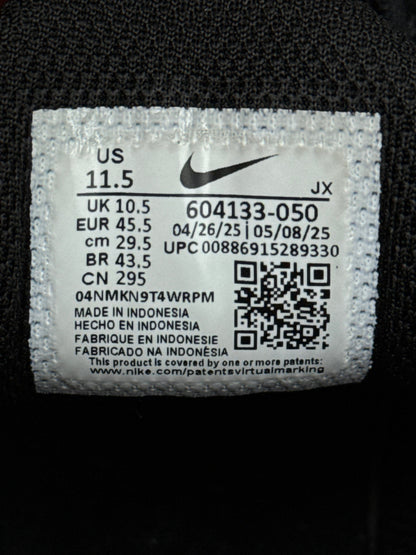 US
11.5
JX
UK 10.5
EUR 45.5
cm 29.5
BR 43.5
CN 295
604133-050
04/26/25 | 05/08/25
UPC 00886915289330
04NMKN9T4WRPM
MADE IN INDONESIA
HECHO EN INDONESIA
FABRIQUE EN INDONESIE
FABRICADO NA INDONÉSIA
This product is covered by one or more patents:
www.nike.com/patentsvirtualmarking